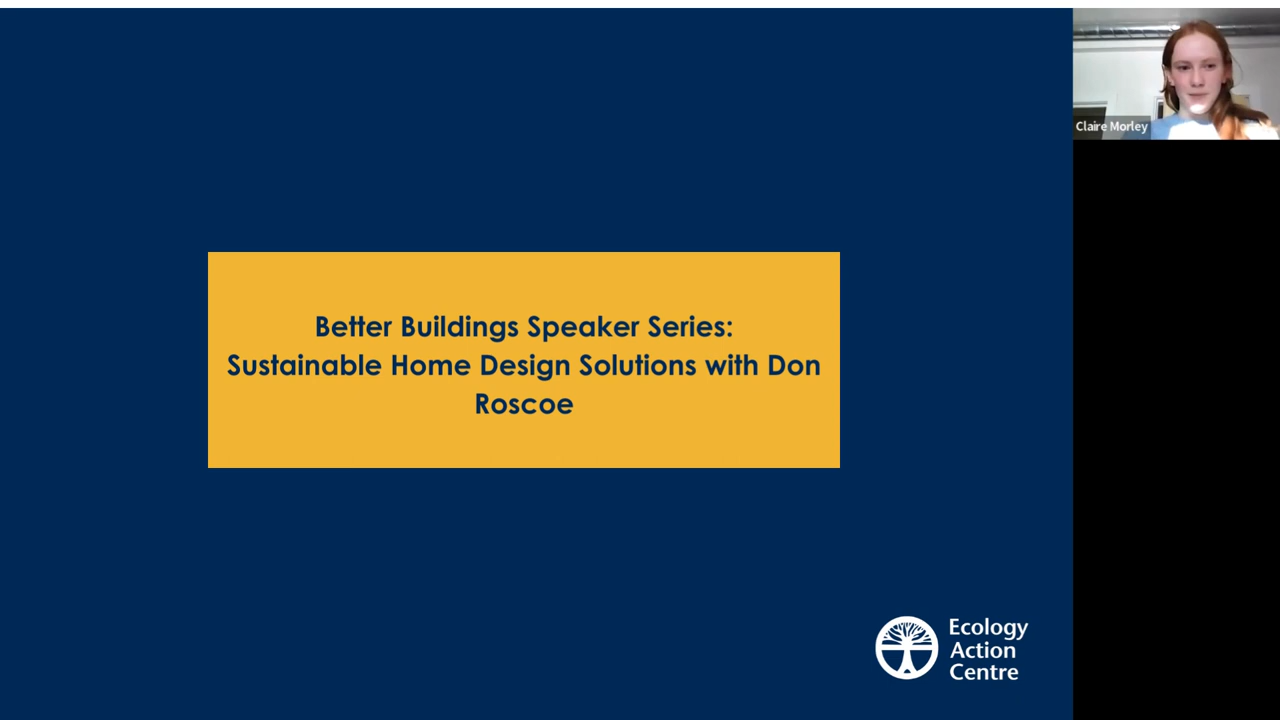 Better Buildings Speaker Series:
Sustainable Home Design Solutions with Don
Roscoe
Claire Morley
Ecology
Action
Centre